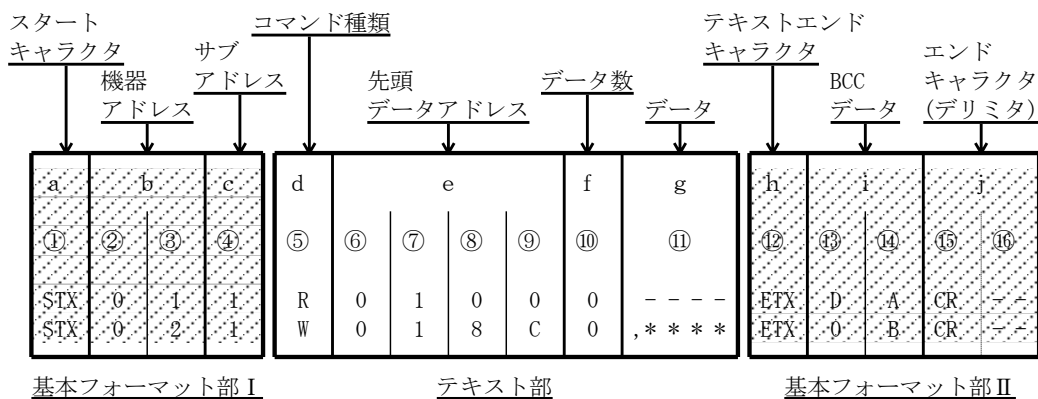 スタート
キャラクタ
機器
アドレス
サブ
アドレス
コマンド種類
先頭
データアドレス
データ数
データ
テキストエンド
キャラクタ
BCC
データ
エンド
キャラクタ
(デリミタ)
a b c d e f g h i j
① ② ③ ④ ⑤ ⑥ ⑦ ⑧ ⑨ ⑩ ⑪ ⑫ ⑬ ⑭ ⑮ ⑯
STX 0 1 1 R 0 1 0 0 0 ---- ETX D A CR --
STX 0 2 1 W 0 1 8 C 0 ,**** ETX 0 B CR --
基本フォーマット部Ⅰ テキスト部 基本フォーマット部Ⅱ